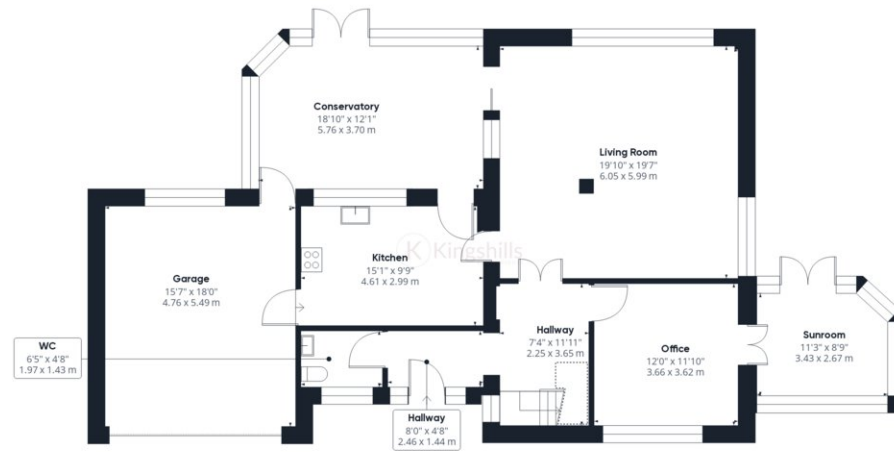 Conservatory
18'10" x 12'1"
5.76 x 3.70 m
Living Room
19'10" x 19'7"
6.05 x 5.99 m
Kingshills
Kitchen
15'1" x 9'9"
4.61 x 2.99 m
Garage
15'7" x 18'0"
4.76 x 5.49 m
WC
6'5" x 4'8"
1.97 x 1.43 m
Hallway
7'4" x 11'11"
2.25 x 3.65 m
Office
12'0" x 11'10"
3.66 x 3.62 m
Sunroom
11'3" x 8'9"
3.43 x 2.67 m
Hallway
8'0" x 4'8"
2.46 x 1.44 m